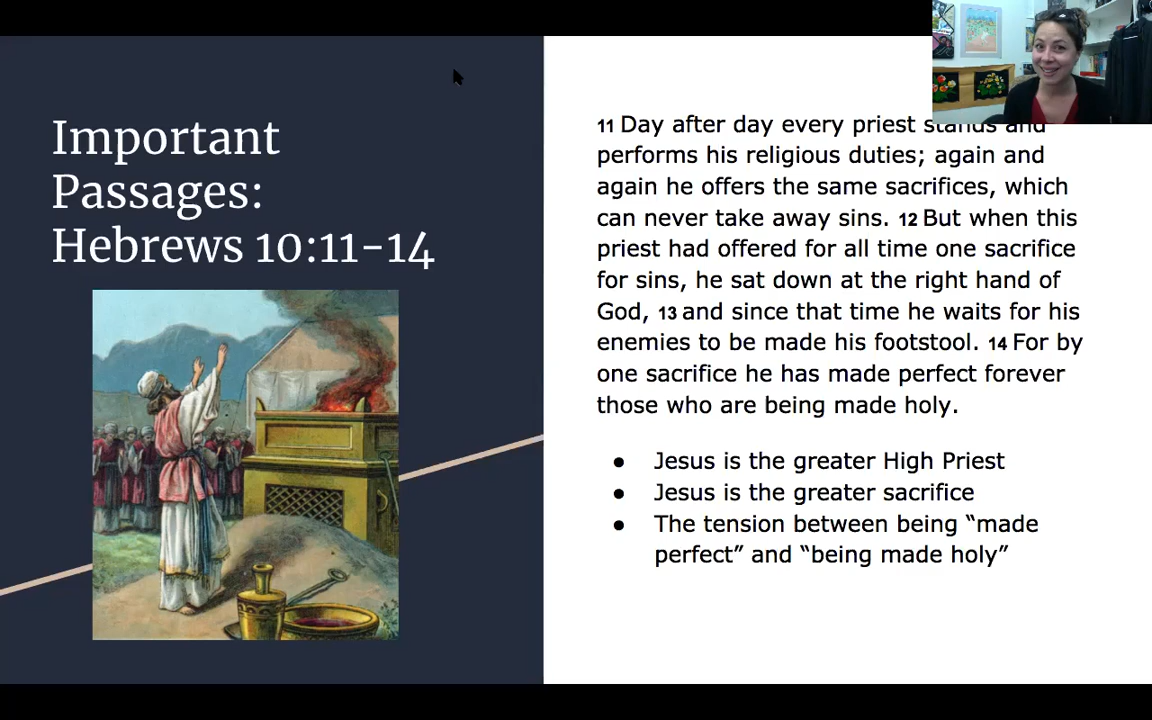 Important
Passages:
Hebrews 10:11-14
11 Day after day every priest stands and
performs his religious duties; again and
again he offers the same sacrifices, which
can never take away sins. 12 But when this
priest had offered for all time one sacrifice
for sins, he sat down at the right hand of
God, 13 and since that time he waits for his
enemies to be made his footstool. 14 For by
one sacrifice he has made perfect forever
those who are being made holy.
● Jesus is the greater High Priest
● Jesus is the greater sacrifice
● The tension between being “made
perfect” and “being made holy”